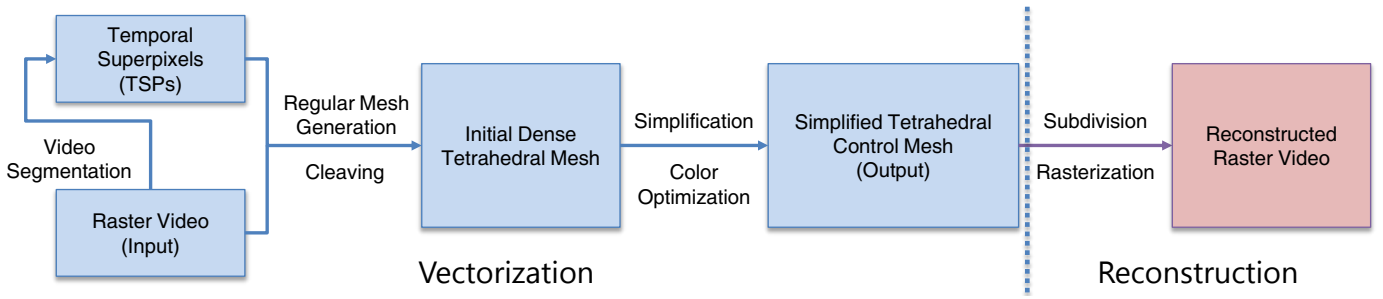 Temporal
Superpixels
(TSPs)
Video
Segmentation
Raster Video
(Input)
Regular Mesh
Generation
Cleaving
Initial Dense
Tetrahedral Mesh
Simplification
Color
Optimization
Simplified Tetrahedral
Control Mesh
(Output)
Subdivision
Rasterization
Reconstructed
Raster Video
Vectorization
Reconstruction